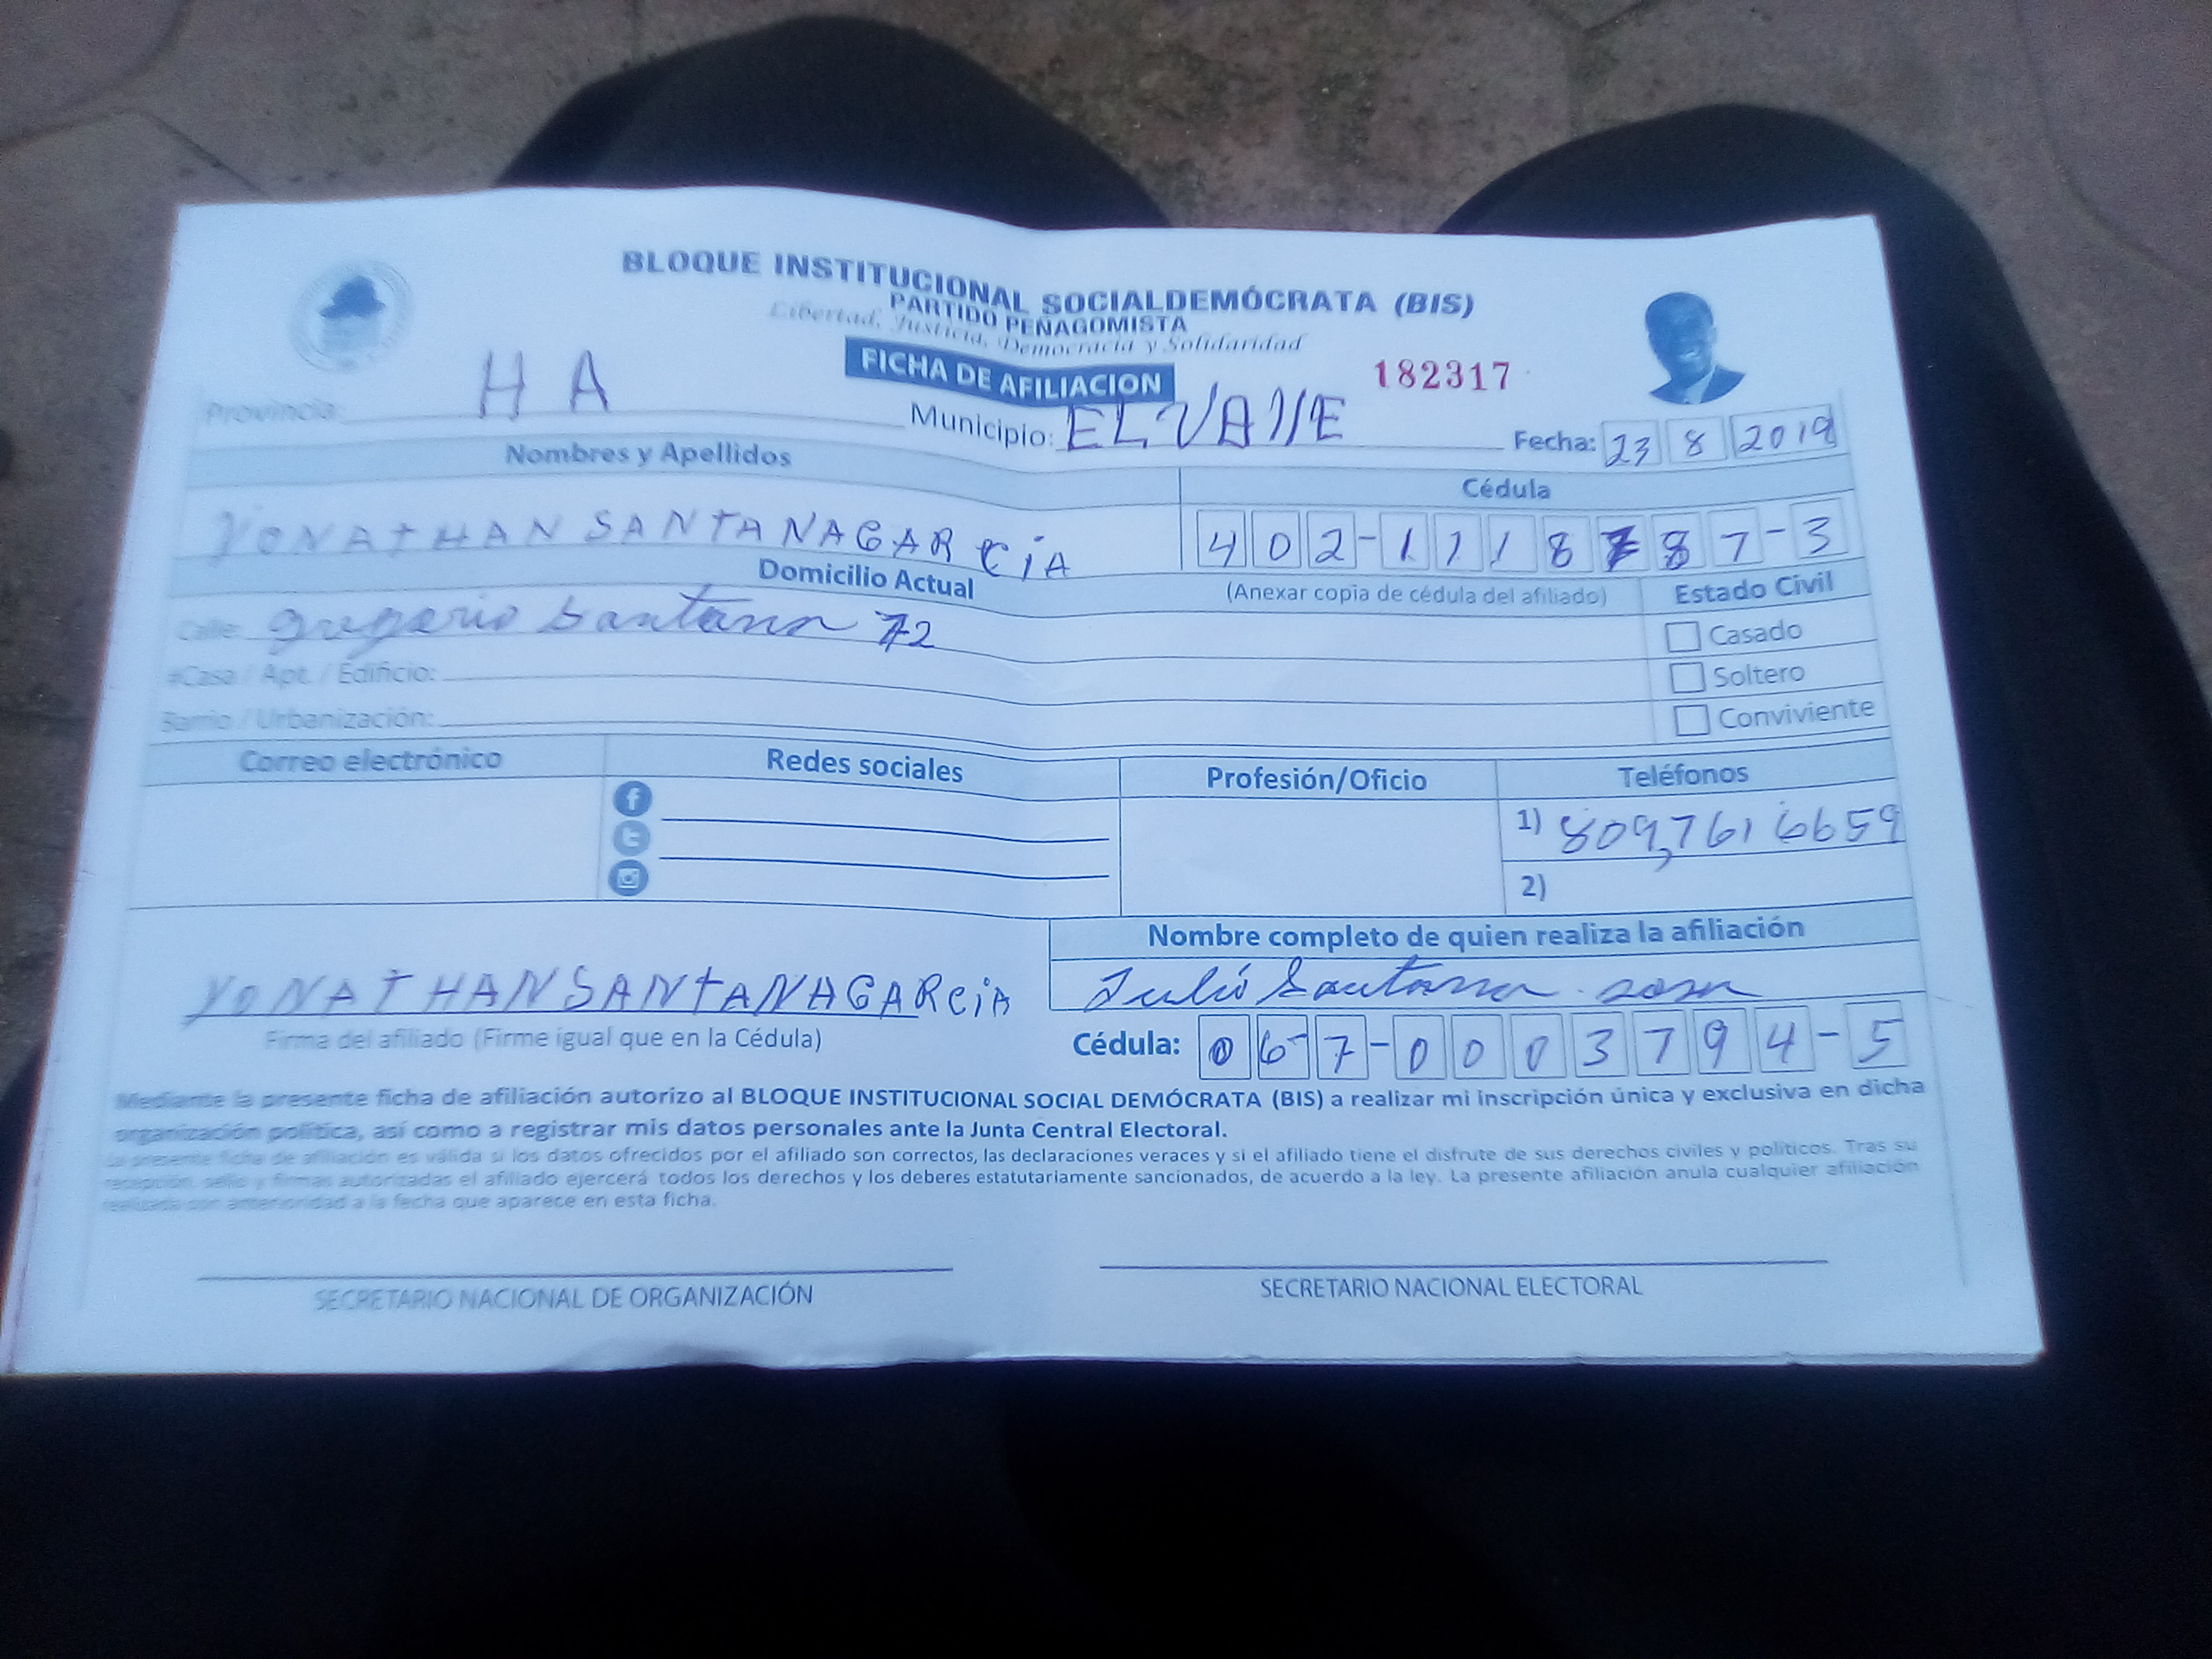 BLOQUE INSTITUCIONAL SOCIALDEMÓCRATA (BIS)
PARTIDO PEÑAGOMISTA
Libertad, Justicia, Democracia y Solidaridad
FICHA DE AFILIACION
182317
Provincia: H A Municipio: EL VAllE Fecha: 23 8 2019
Nombres y Apellidos
Cédula
YONATHAN SANTANA GARCIA
402-1118 87-3
Domicilio Actual
(Anexar copia de cédula del afiliado)
Estado Civil
Calle: gregorio Santana 72
Casado
#Casa / Apt. / Edificio:
Soltero
Barrio / Urbanización:
Conviviente
Correo electrónico
Redes sociales
Profesión/Oficio
Teléfonos
1) 809,7616659
2)
Nombre completo de quien realiza la afiliación
YONATHAN SANTANA GARCiA
Julió Santana sosa
Firma del afiliado (Firme igual que en la Cédula)
Cédula: 067-0003794-5
Mediante la presente ficha de afiliación autorizo al BLOQUE INSTITUCIONAL SOCIAL DEMÓCRATA (BIS) a realizar mi inscripción única y exclusiva en dicha
organización política, así como a registrar mis datos personales ante la Junta Central Electoral.
La presente ficha de afiliación es válida si los datos ofrecidos por el afiliado son correctos, las declaraciones veraces y si el afiliado tiene el disfrute de sus derechos civiles y políticos. Tras su
recepción, sello y firmas autorizadas el afiliado ejercerá todos los derechos y los deberes estatutariamente sancionados, de acuerdo a la ley. La presente afiliación anula cualquier afiliación
realizada con anterioridad a la fecha que aparece en esta ficha.
SECRETARIO NACIONAL DE ORGANIZACIÓN
SECRETARIO NACIONAL ELECTORAL